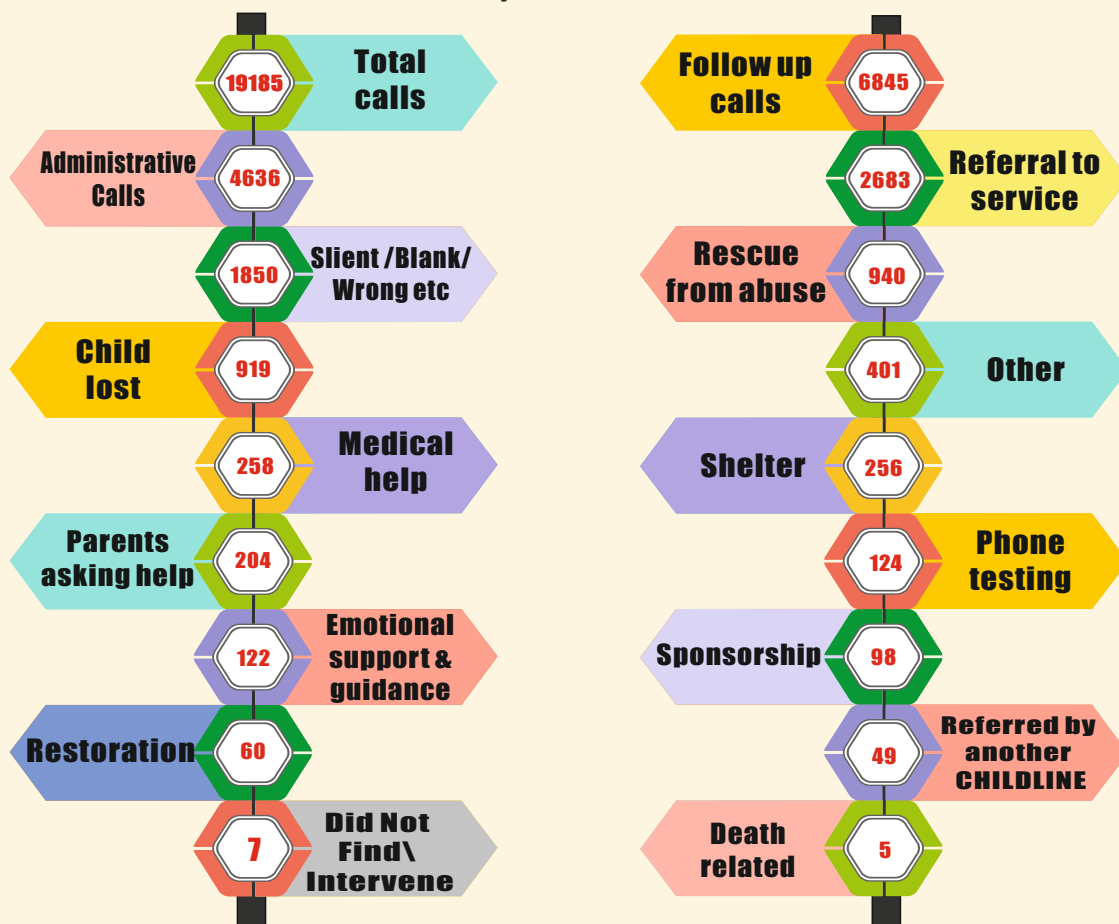 19185
Total
calls
Administrative
Calls
4636
1850
Slient /Blank/
Wrong etc
Child
lost
919
258
Medical
help
Parents
asking help
204
122
Emotional
support &
guidance
Restoration
60
7
Did Not
Find\
Intervene
Follow up
calls
6845
2683
Referral to
service
Rescue
from abuse
940
401
Other
Shelter
256
124
Phone
testing
Sponsorship
98
49
Referred by
another
CHILDLINE
Death
related
5